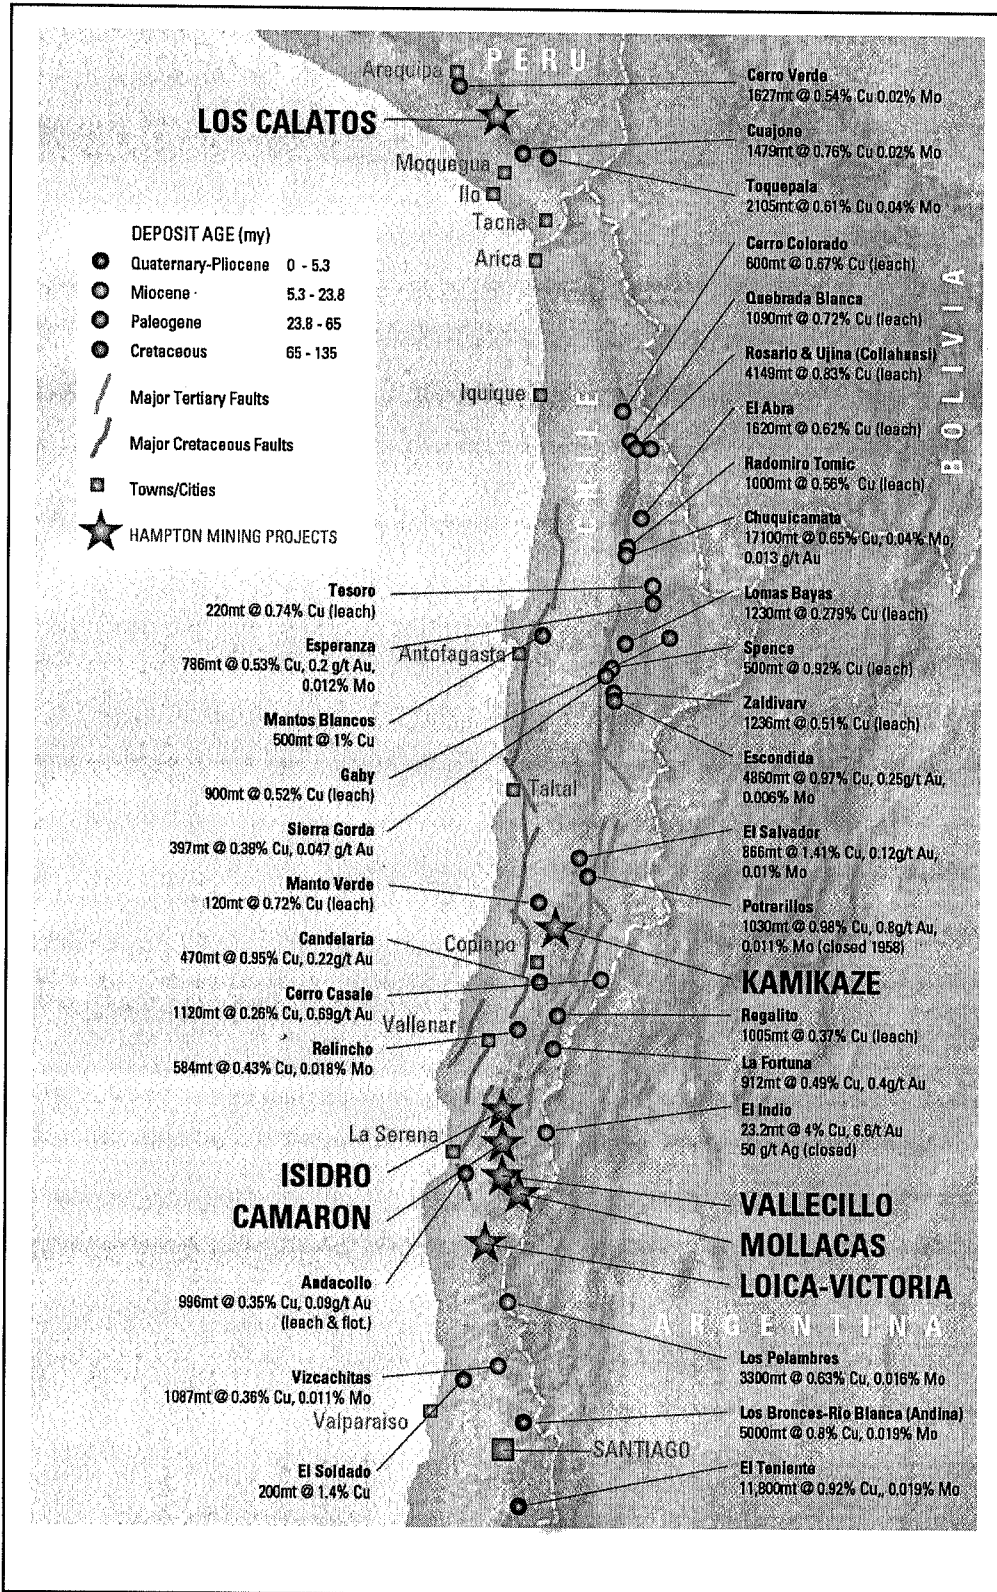 PERU
Arequipa
Cerro Verde
1627mt @ 0.54% Cu 0.02% Mo
LOS CALATOS
Cuajone
1479mt @ 0.76% Cu 0.02% Mo
Moquegua
Toquepala
2105mt @ 0.61% Cu 0.04% Mo
Ilo
Tacna
Arica
DEPOSIT AGE (my)
Quaternary-Pliocene 0 - 5.3
Miocene 5.3 - 23.8
Paleogene 23.8 - 65
Cretaceous 65 - 135
Major Tertiary Faults
Major Cretaceous Faults
Towns/Cities
HAMPTON MINING PROJECTS
Cerro Colorado
600mt @ 0.67% Cu (leach)
Quebrada Blanca
1090mt @ 0.72% Cu (leach)
Rosario & Ujina (Collahuasi)
4149mt @ 0.83% Cu (leach)
BOLIVIA
Iquique
CHILE
El Abra
1620mt @ 0.62% Cu (leach)
Radomiro Tomic
1000mt @ 0.56% Cu (leach)
Chuquicamata
17100mt @ 0.65% Cu, 0.04% Mo,
0.013 g/t Au
Tesoro
220mt @ 0.74% Cu (leach)
Lomas Bayas
1230mt @ 0.279% Cu (leach)
Esperanza
786mt @ 0.53% Cu, 0.2 g/t Au,
0.012% Mo
Antofagasta
Spence
500mt @ 0.92% Cu (leach)
Mantos Blancos
500mt @ 1% Cu
Zaldivarv
1236mt @ 0.51% Cu (leach)
Gaby
900mt @ 0.52% Cu (leach)
Escondida
4860mt @ 0.97% Cu, 0.25g/t Au,
0.006% Mo
Taltal
Sierra Gorda
397mt @ 0.38% Cu, 0.047 g/t Au
El Salvador
866mt @ 1.41% Cu, 0.12g/t Au,
0.01% Mo
Manto Verde
120mt @ 0.72% Cu (leach)
Potrerillos
1030mt @ 0.98% Cu, 0.8g/t Au,
0.011% Mo (closed 1958)
Candelaria
470mt @ 0.95% Cu, 0.22g/t Au
Copiapo
KAMIKAZE
Cerro Casale
1120mt @ 0.26% Cu, 0.69g/t Au
Regalito
1005mt @ 0.37% Cu (leach)
Vallenar
Relincho
584mt @ 0.43% Cu, 0.018% Mo
La Fortuna
912mt @ 0.49% Cu, 0.4g/t Au
El Indio
23.2mt @ 4% Cu, 6.6/t Au
50 g/t Ag (closed)
La Serena
ISIDRO
CAMARON
VALLECILLO
MOLLACAS
LOICA-VICTORIA
Andacollo
996mt @ 0.35% Cu, 0.09g/t Au
(leach & flot.)
ARGENTINA
Los Pelambres
3300mt @ 0.63% Cu, 0.016% Mo
Vizcachitas
1087mt @ 0.36% Cu, 0.011% Mo
Valparaiso
Los Bronces-Rio Blanca (Andina)
5000mt @ 0.8% Cu, 0.019% Mo
SANTIAGO
El Soldado
200mt @ 1.4% Cu
El Teniente
11,800mt @ 0.92% Cu,, 0.019% Mo